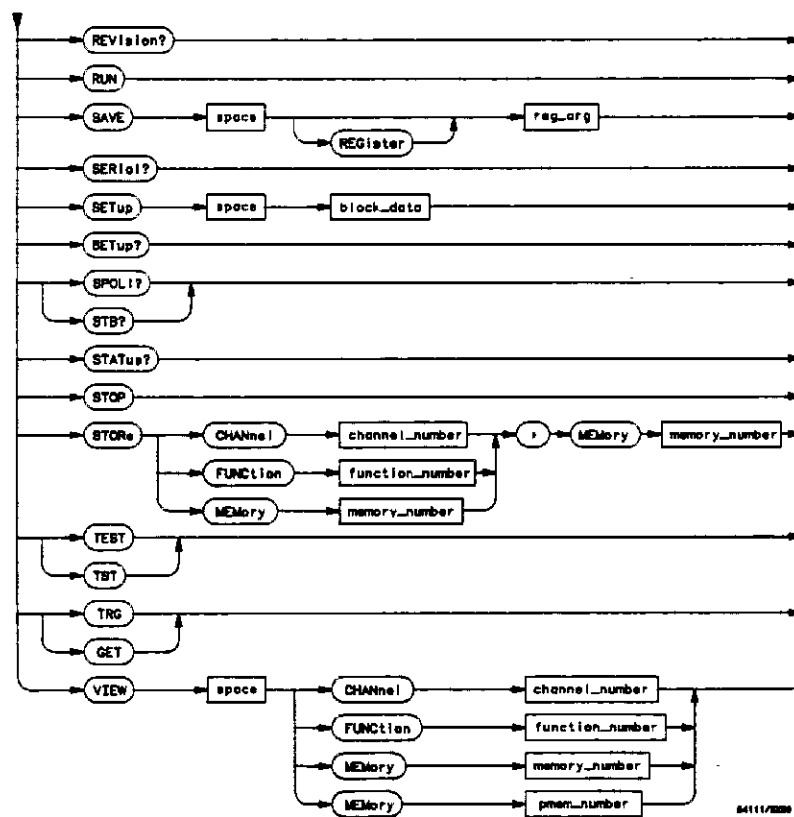 REVision?
RUN
SAVE space REGister reg_arg
SERial?
SETup space block_data
SETup?
SPOLl?
STB?
STATus?
STOP
STORe CHANnel channel_number , MEMory memory_number
FUNCtion function_number
MEMory memory_number
TEST
TST
TRG
GET
VIEW space CHANnel channel_number
FUNCtion function_number
MEMory memory_number
MEMory pmem_number